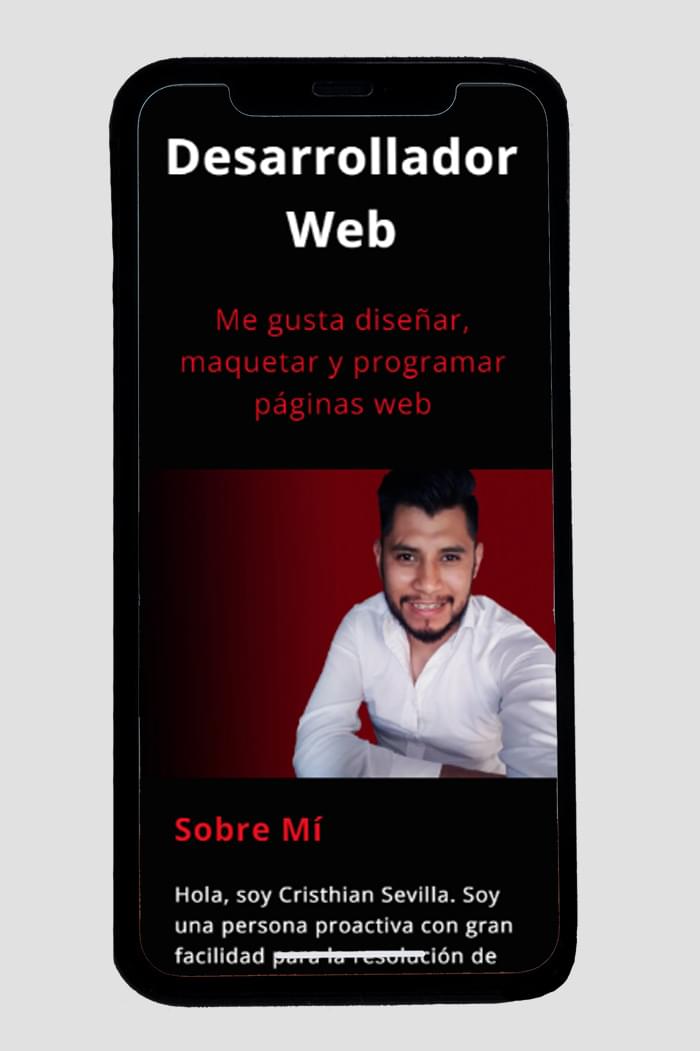 Desarrollador
Web
Me gusta diseñar,
maquetar y programar
páginas web
Sobre Mí
Hola, soy Cristhian Sevilla. Soy
una persona proactiva con gran
facilidad para la resolución de